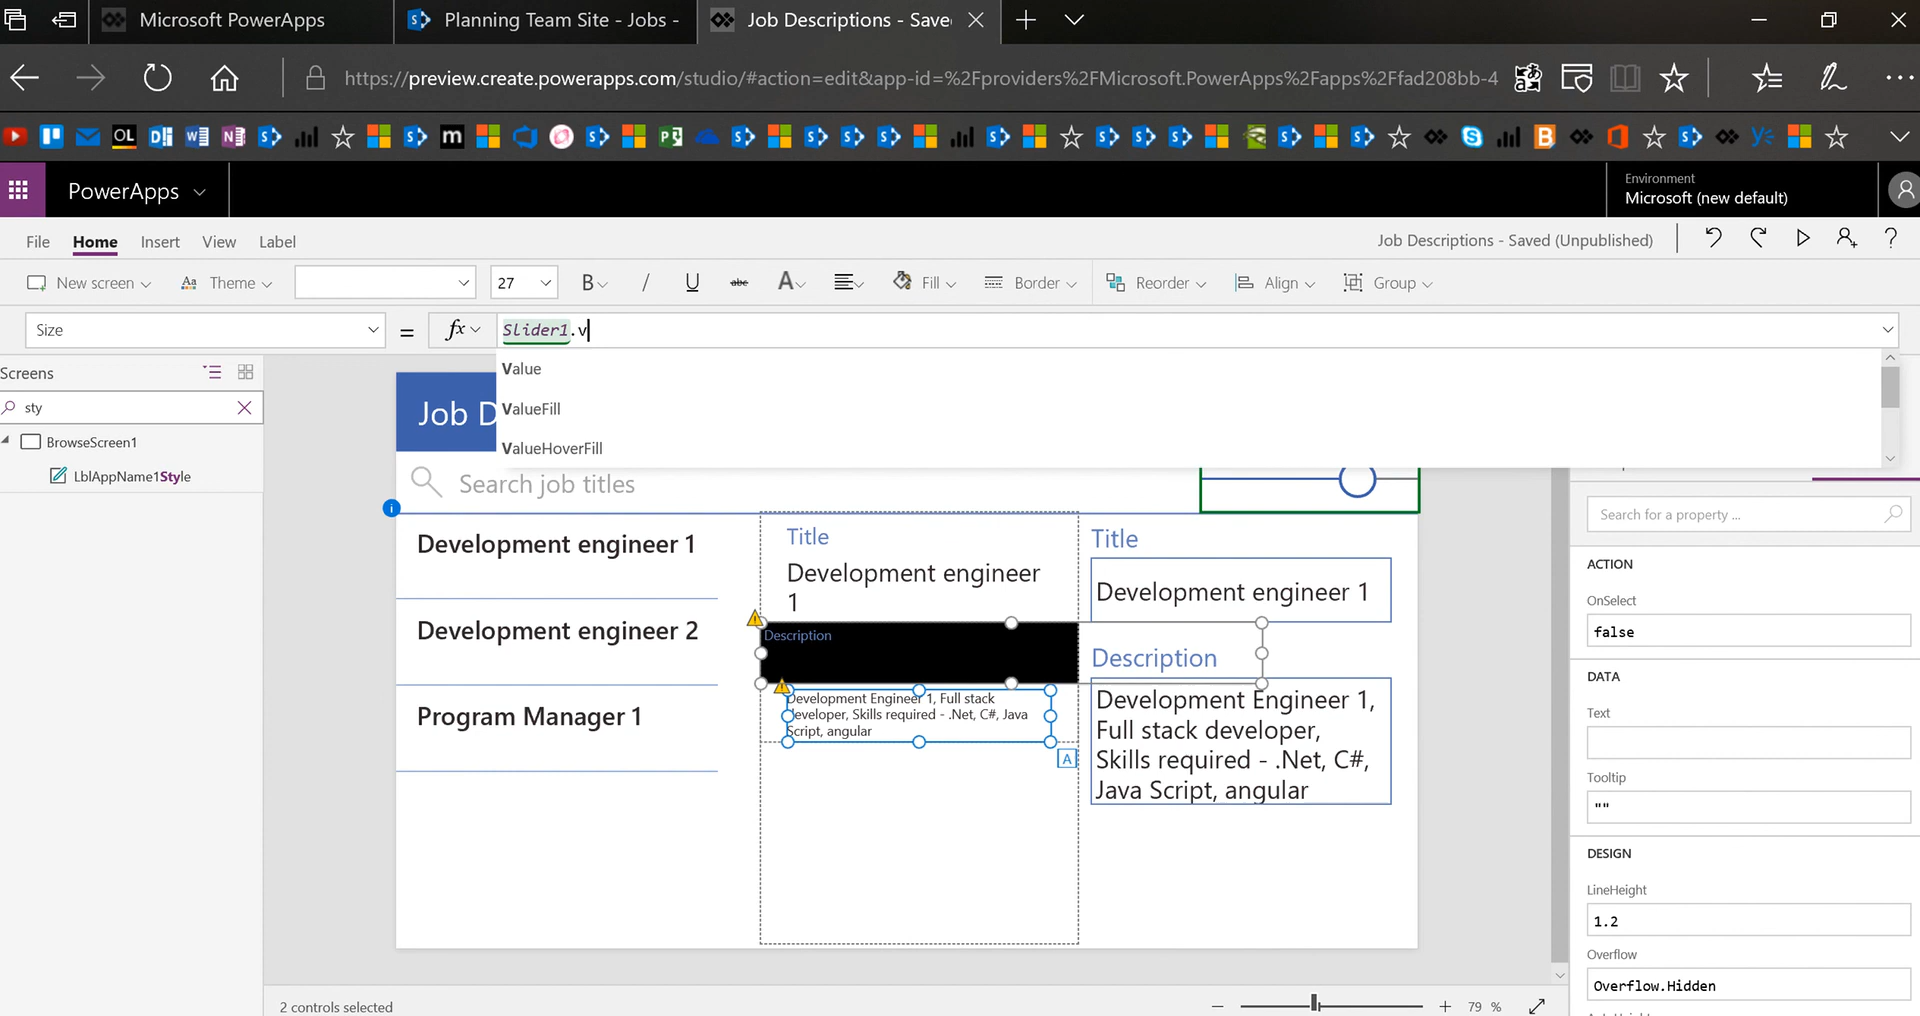 Microsoft PowerApps
Planning Team Site - Jobs -
Job Descriptions - Save
https://preview.create.powerapps.com/studio/#action=edit&app-id=%2Fproviders%2FMicrosoft.PowerApps%2Fapps%2Ffad208bb-4
PowerApps
Environment
Microsoft (new default)
File Home Insert View Label
Job Descriptions - Saved (Unpublished)
New screen Theme 27 B / U abc A Fill Border Reorder Align Group
Size = fx Slider1.v
Value
ValueFill
ValueHoverFill
Screens
sty
BrowseScreen1
LblAppName1Style
Job D
Search job titles
Development engineer 1
Development engineer 2
Program Manager 1
Title
Development engineer
1
Description
Development Engineer 1, Full stack
developer, Skills required - .Net, C#, Java
Script, angular
A
Title
Development engineer 1
Description
Development Engineer 1,
Full stack developer,
Skills required - .Net, C#,
Java Script, angular
Search for a property ...
ACTION
OnSelect
false
DATA
Text
Tooltip
""
DESIGN
LineHeight
1.2
Overflow
Overflow.Hidden
2 controls selected
79 %